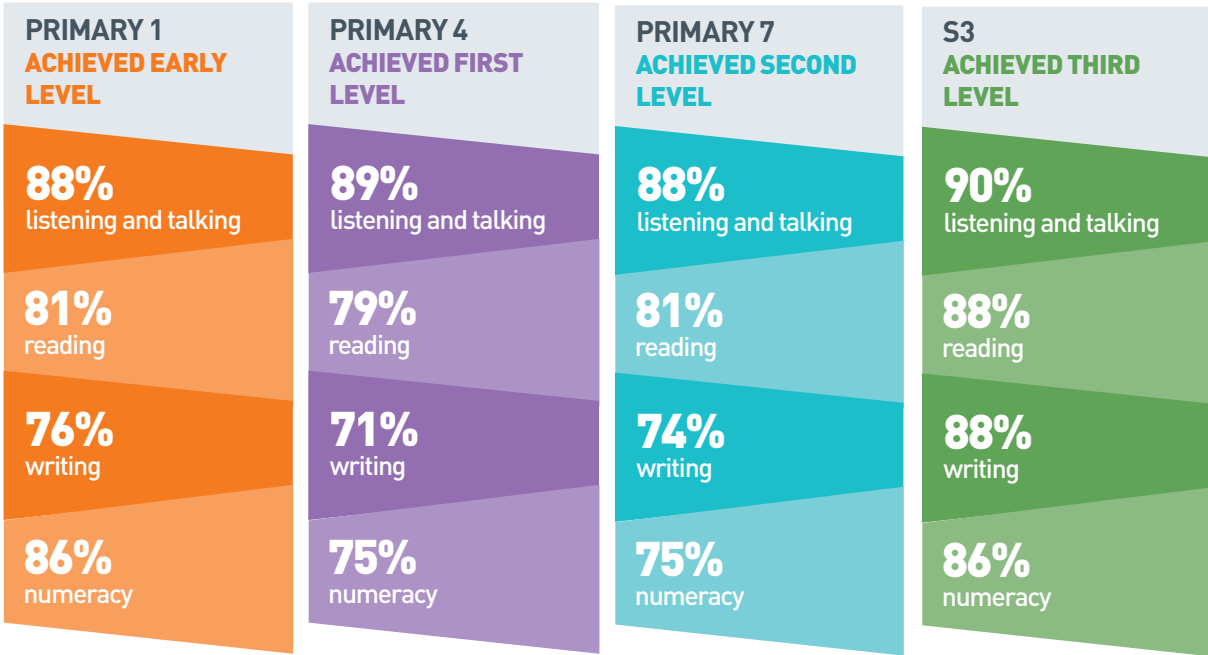 PRIMARY 1
ACHIEVED EARLY
LEVEL
88%
listening and talking
81%
reading
76%
writing
86%
numeracy
PRIMARY 4
ACHIEVED FIRST
LEVEL
89%
listening and talking
79%
reading
71%
writing
75%
numeracy
PRIMARY 7
ACHIEVED SECOND
LEVEL
88%
listening and talking
81%
reading
74%
writing
75%
numeracy
S3
ACHIEVED THIRD
LEVEL
90%
listening and talking
88%
reading
88%
writing
86%
numeracy